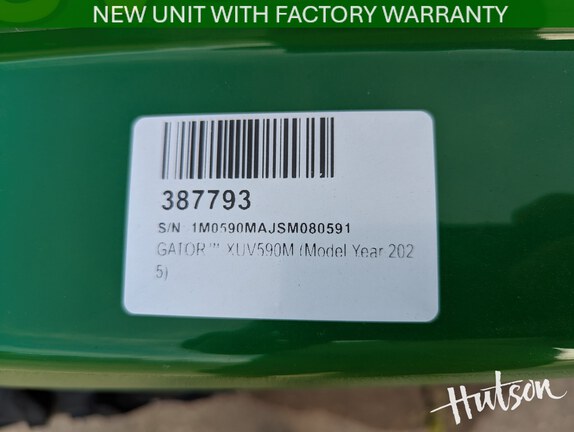 NEW UNIT WITH FACTORY WARRANTY
387793
S/N: 1M0590MAJSM080591
GATOR™ XUV590M (Model Year 202
5)
Hutson